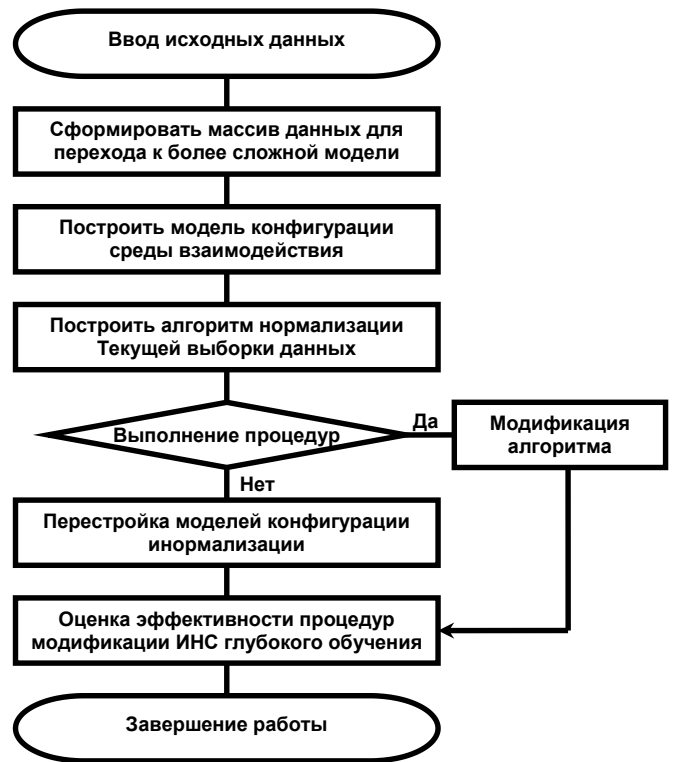 Ввод исходных данных
Сформировать массив данных для
перехода к более сложной модели
Построить модель конфигурации
среды взаимодействия
Построить алгоритм нормализации
Текущей выборки данных
Выполнение процедур
Да
Модификация
алгоритма
Нет
Перестройка моделей конфигурации
инормализации
Оценка эффективности процедур
модификации ИНС глубокого обучения
Завершение работы